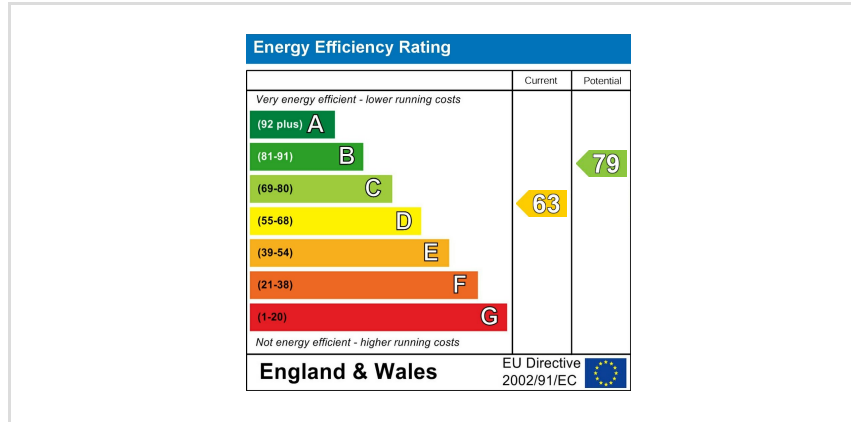 Energy Efficiency Rating
Current Potential
Very energy efficient - lower running costs
(92 plus) A
(81-91) B
79
(69-80) C
63
(55-68) D
(39-54) E
(21-38) F
(1-20) G
Not energy efficient - higher running costs
England & Wales
EU Directive
2002/91/EC